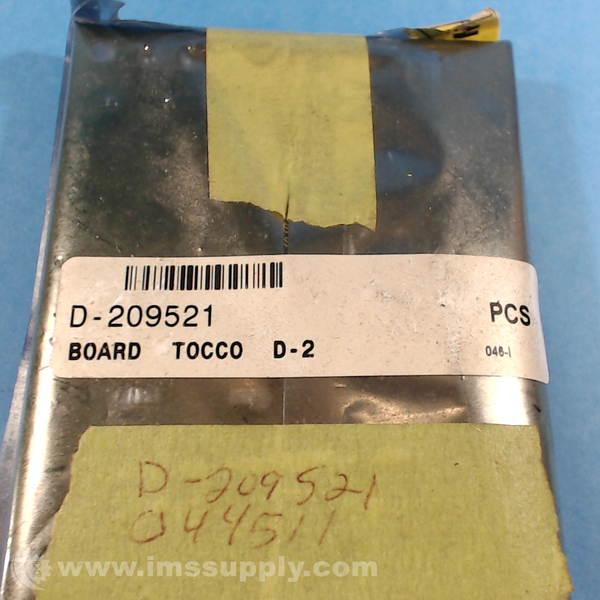 D-209521 PCS
BOARD TOCCO D-2 046-I
D-209521
044511
www.imssupply.com